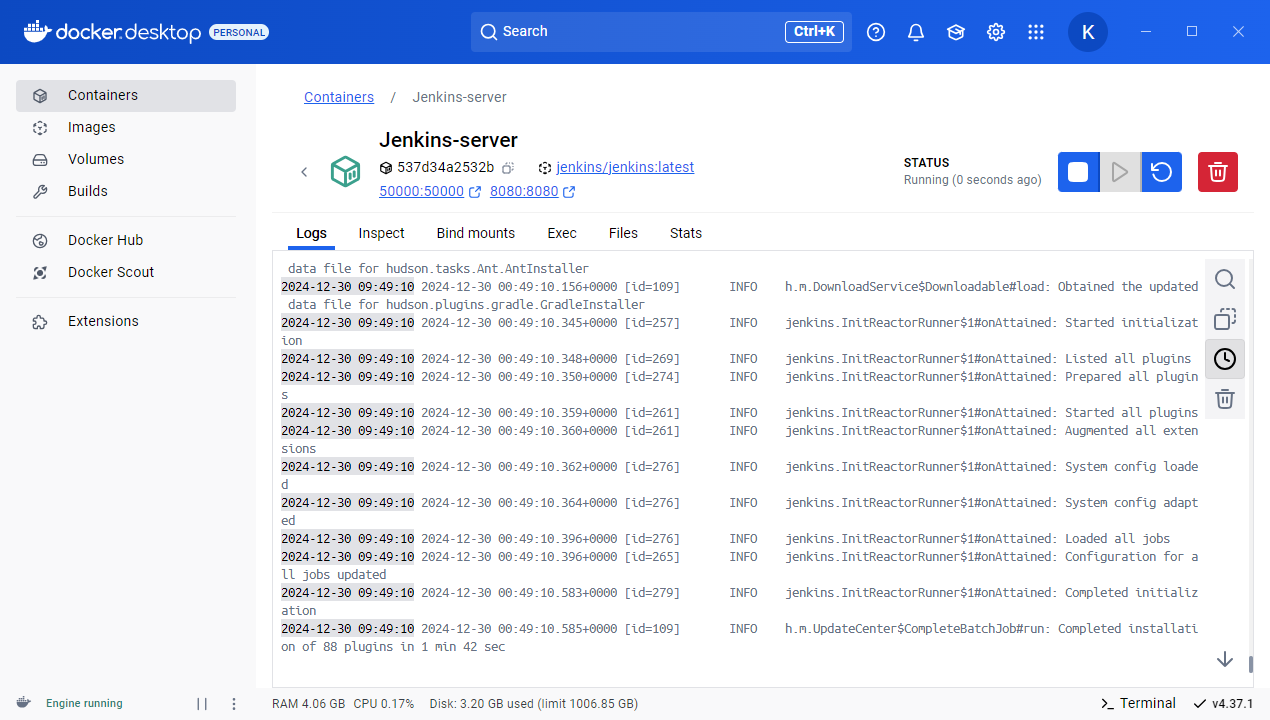 docker.desktop PERSONAL
Search
Ctrl+K
K
Containers
Images
Volumes
Builds
Docker Hub
Docker Scout
Extensions
Containers / Jenkins-server
Jenkins-server
537d34a2532b jenkins/jenkins:latest
50000:50000 8080:8080
STATUS
Running (0 seconds ago)
Logs Inspect Bind mounts Exec Files Stats
data file for hudson.tasks.Ant.AntInstaller
2024-12-30 09:49:10 2024-12-30 00:49:10.156+0000 [id=109] INFO h.m.DownloadService$Downloadable#load: Obtained the updated
data file for hudson.plugins.gradle.GradleInstaller
2024-12-30 09:49:10 2024-12-30 00:49:10.345+0000 [id=257] INFO jenkins.InitReactorRunner$1#onAttained: Started initializat
ion
2024-12-30 09:49:10 2024-12-30 00:49:10.348+0000 [id=269] INFO jenkins.InitReactorRunner$1#onAttained: Listed all plugins
2024-12-30 09:49:10 2024-12-30 00:49:10.350+0000 [id=274] INFO jenkins.InitReactorRunner$1#onAttained: Prepared all plugin
s
2024-12-30 09:49:10 2024-12-30 00:49:10.359+0000 [id=261] INFO jenkins.InitReactorRunner$1#onAttained: Started all plugins
2024-12-30 09:49:10 2024-12-30 00:49:10.360+0000 [id=261] INFO jenkins.InitReactorRunner$1#onAttained: Augmented all exten
sions
2024-12-30 09:49:10 2024-12-30 00:49:10.362+0000 [id=276] INFO jenkins.InitReactorRunner$1#onAttained: System config loade
d
2024-12-30 09:49:10 2024-12-30 00:49:10.364+0000 [id=276] INFO jenkins.InitReactorRunner$1#onAttained: System config adapt
ed
2024-12-30 09:49:10 2024-12-30 00:49:10.396+0000 [id=276] INFO jenkins.InitReactorRunner$1#onAttained: Loaded all jobs
2024-12-30 09:49:10 2024-12-30 00:49:10.396+0000 [id=265] INFO jenkins.InitReactorRunner$1#onAttained: Configuration for a
ll jobs updated
2024-12-30 09:49:10 2024-12-30 00:49:10.583+0000 [id=279] INFO jenkins.InitReactorRunner$1#onAttained: Completed initializ
ation
2024-12-30 09:49:10 2024-12-30 00:49:10.585+0000 [id=109] INFO h.m.UpdateCenter$CompleteBatchJob#run: Completed installati
on of 88 plugins in 1 min 42 sec
Engine running
RAM 4.06 GB CPU 0.17% Disk: 3.20 GB used (limit 1006.85 GB)
Terminal
v4.37.1